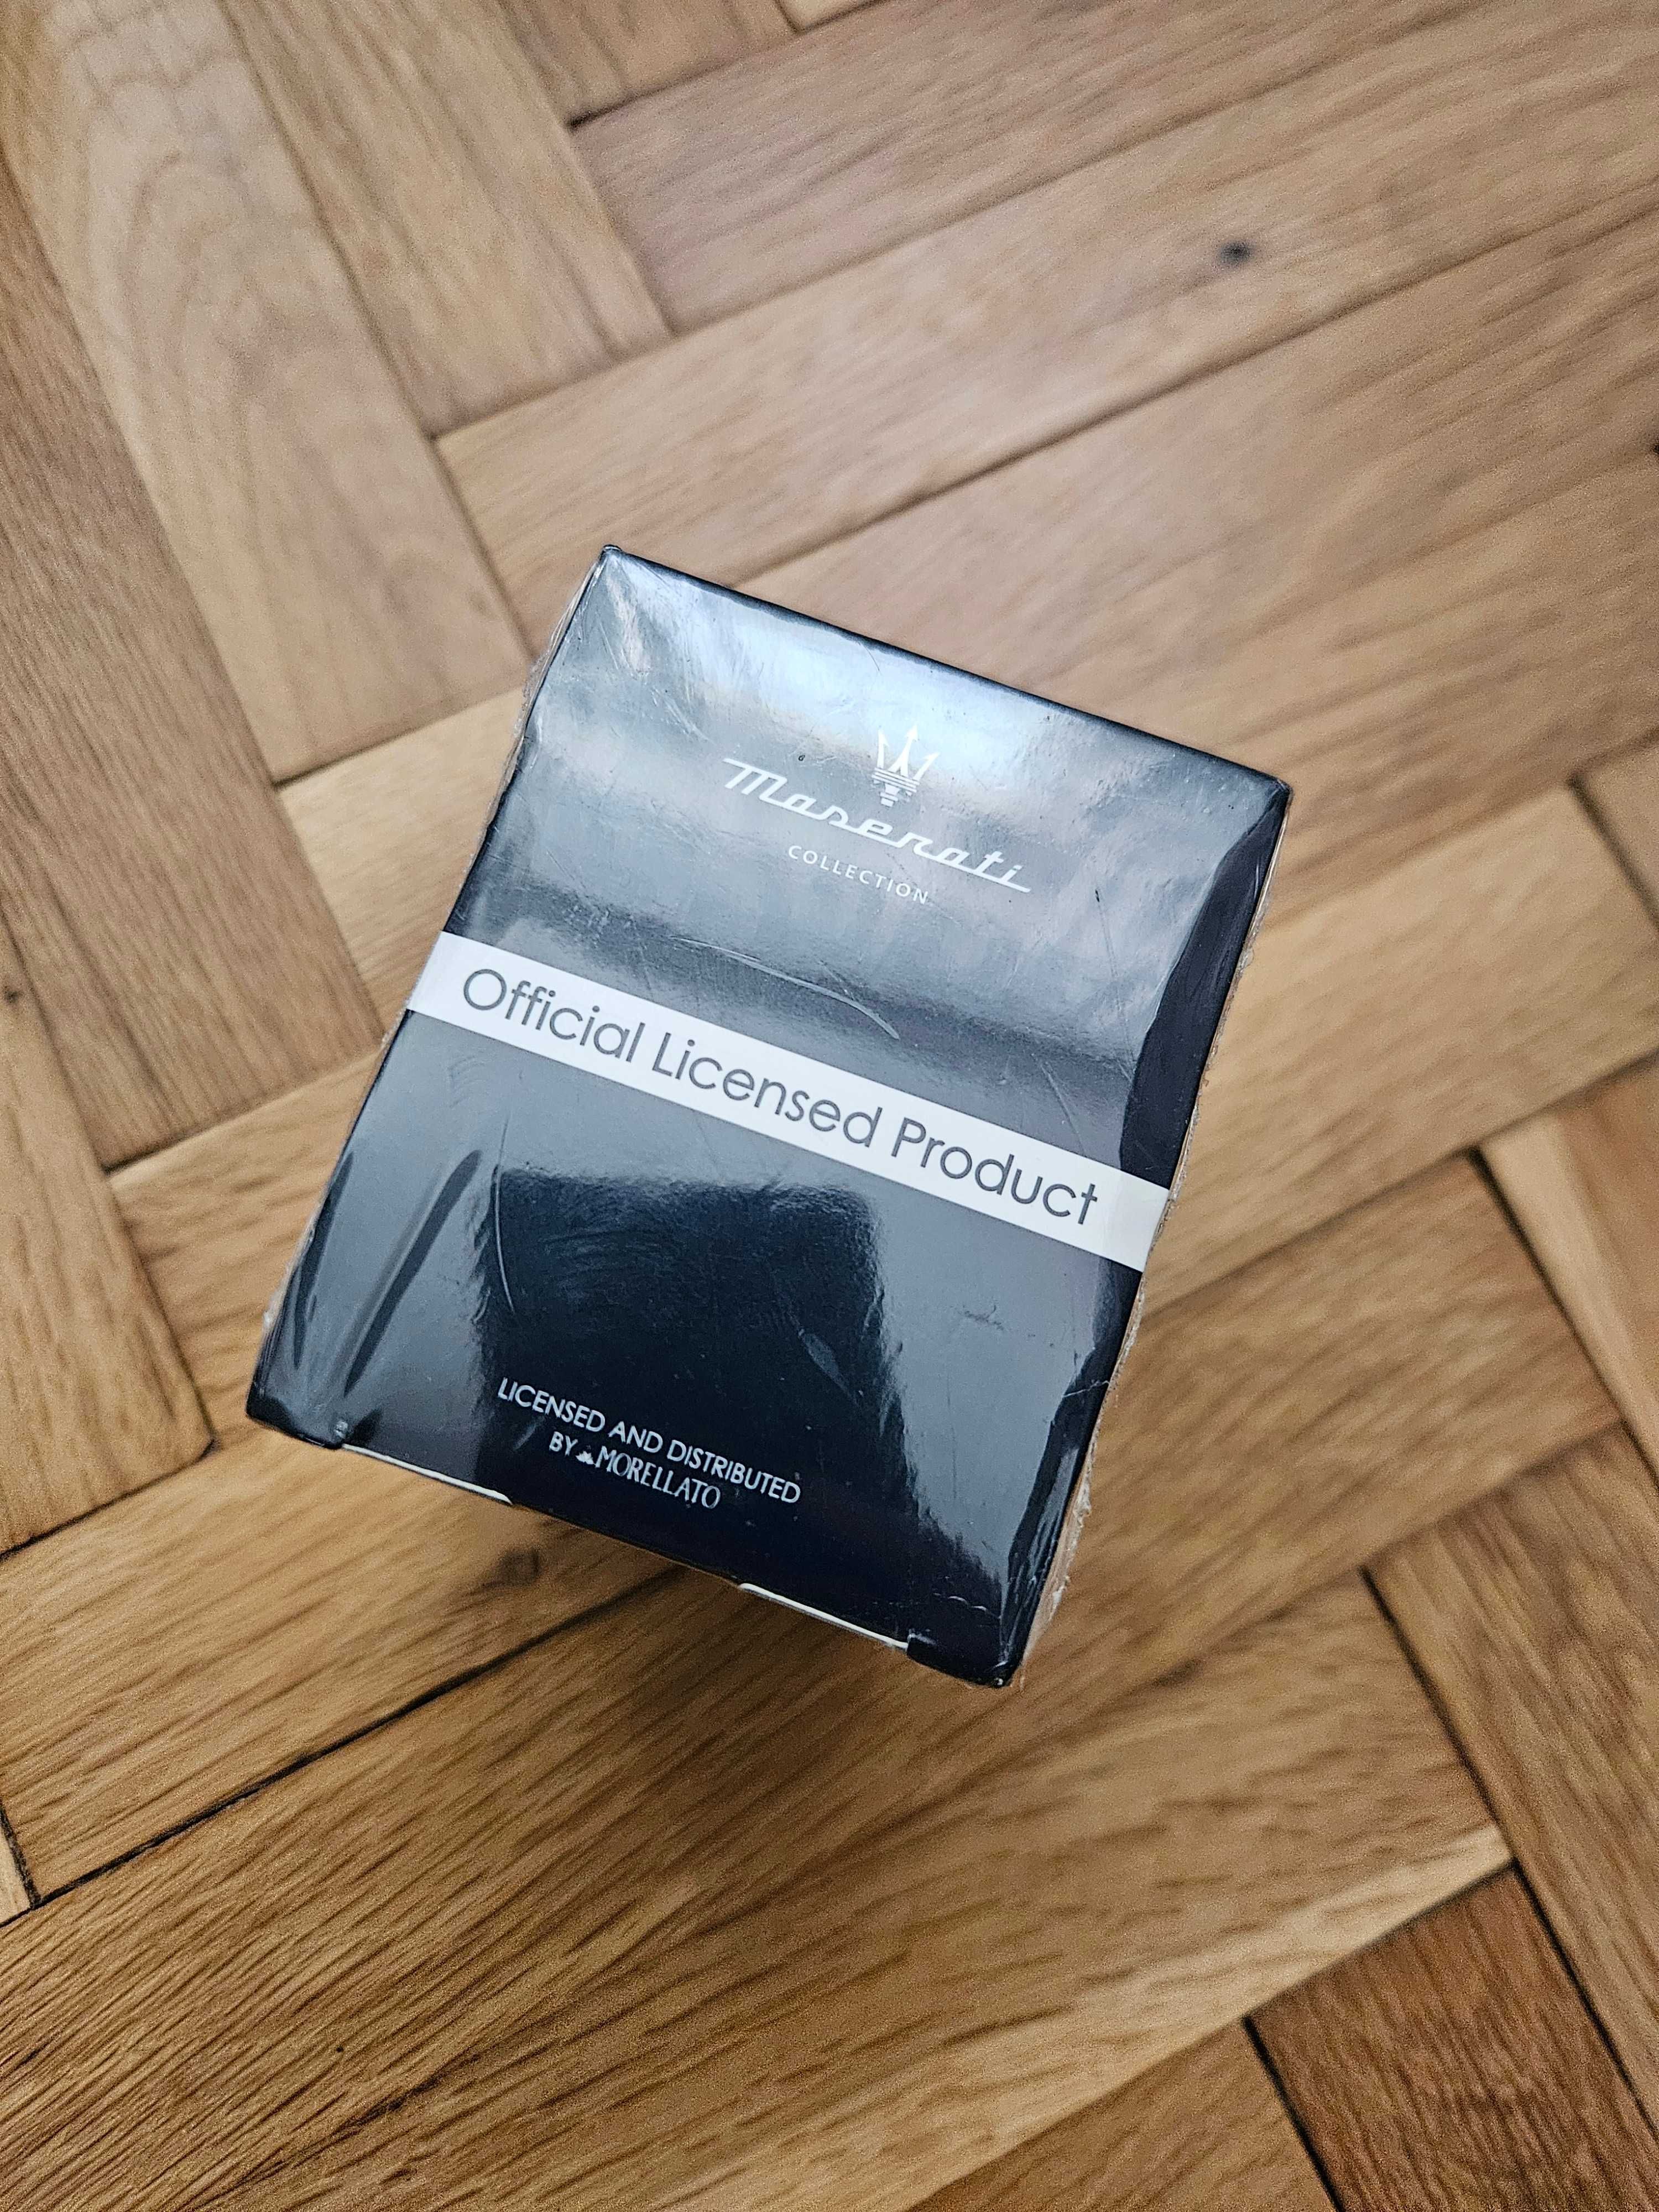 Maserati
COLLECTION
Official Licensed Product
LICENSED AND DISTRIBUTED
BY MORELLATO